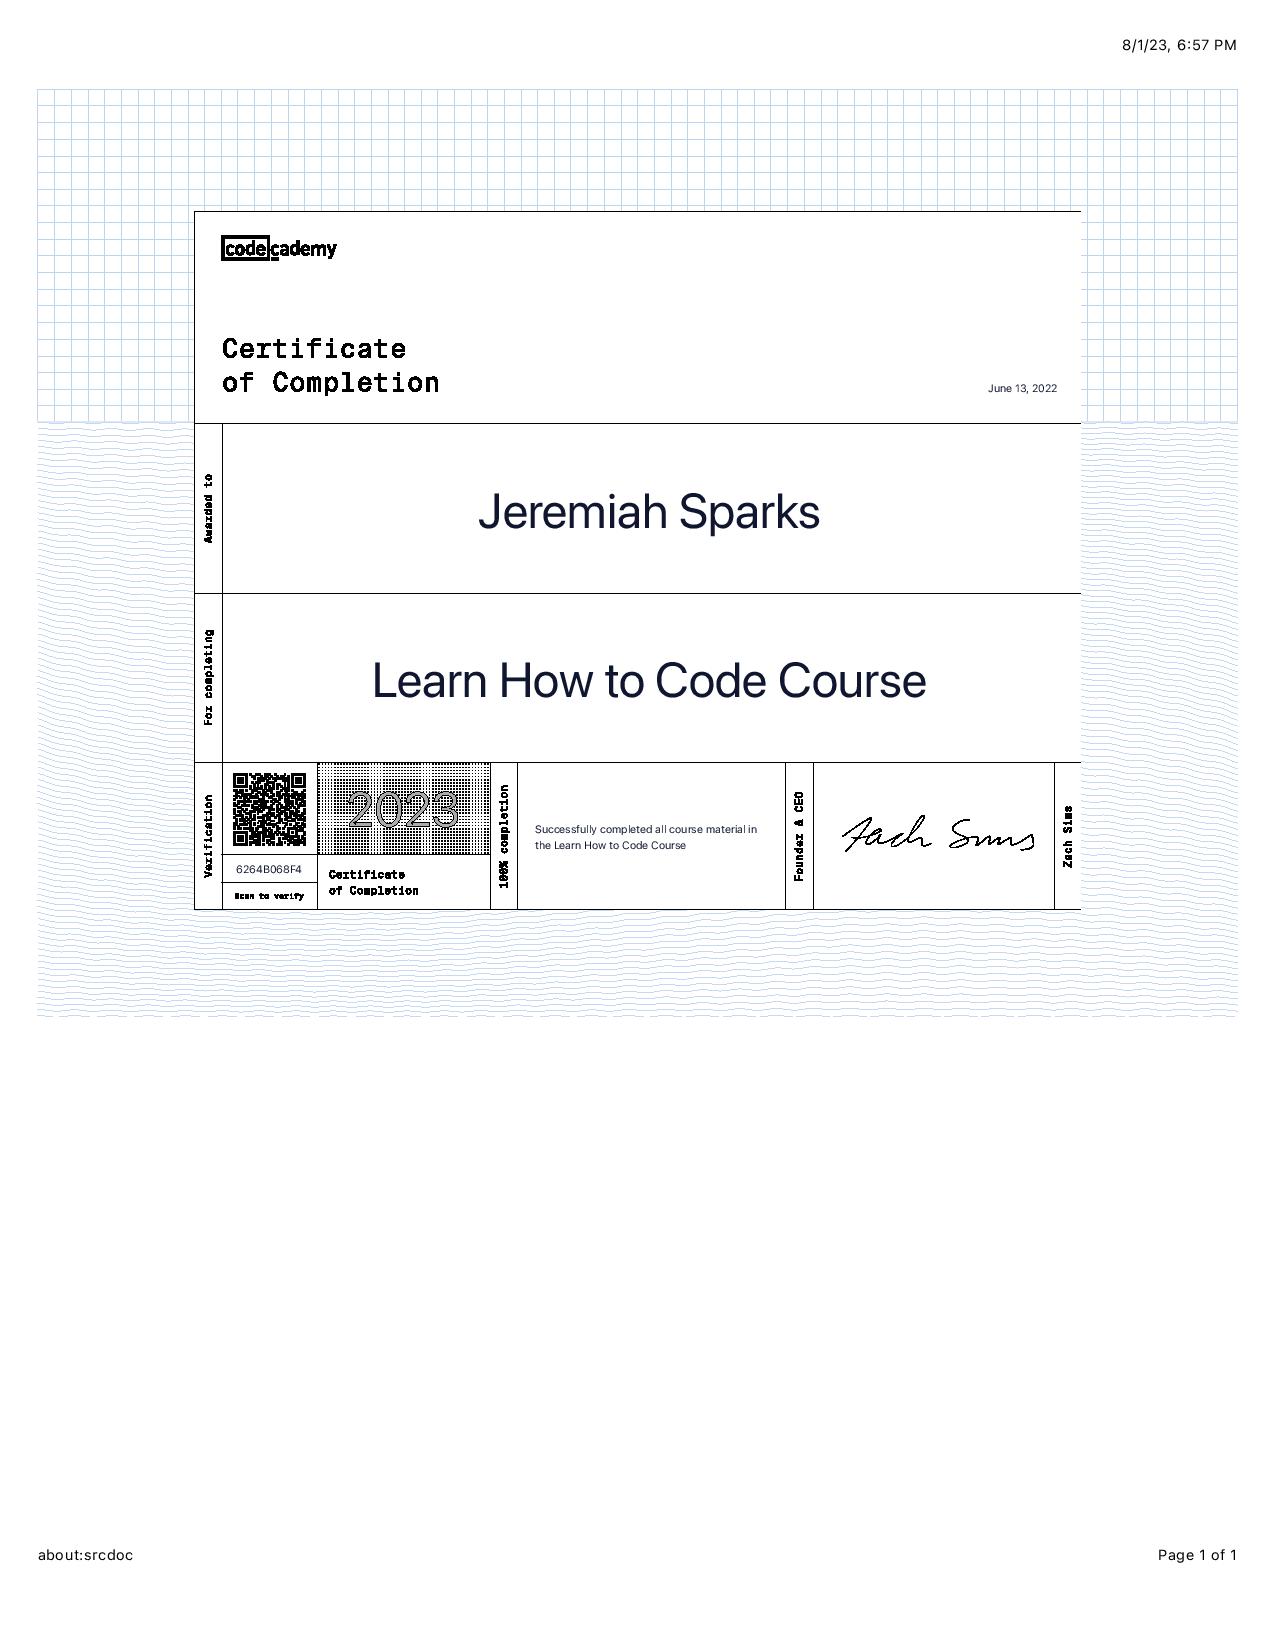 8/1/23, 6:57 PM
codecademy
Certificate
of Completion
June 13, 2022
Awarded to
Jeremiah Sparks
For completing
Learn How to Code Course
Verification
6264B068F4
Scan to verify
2023
Certificate
of Completion
100% completion
Successfully completed all course material in
the Learn How to Code Course
Founder & CEO
Zach Sims
Zach Sims
about:srcdoc
Page 1 of 1